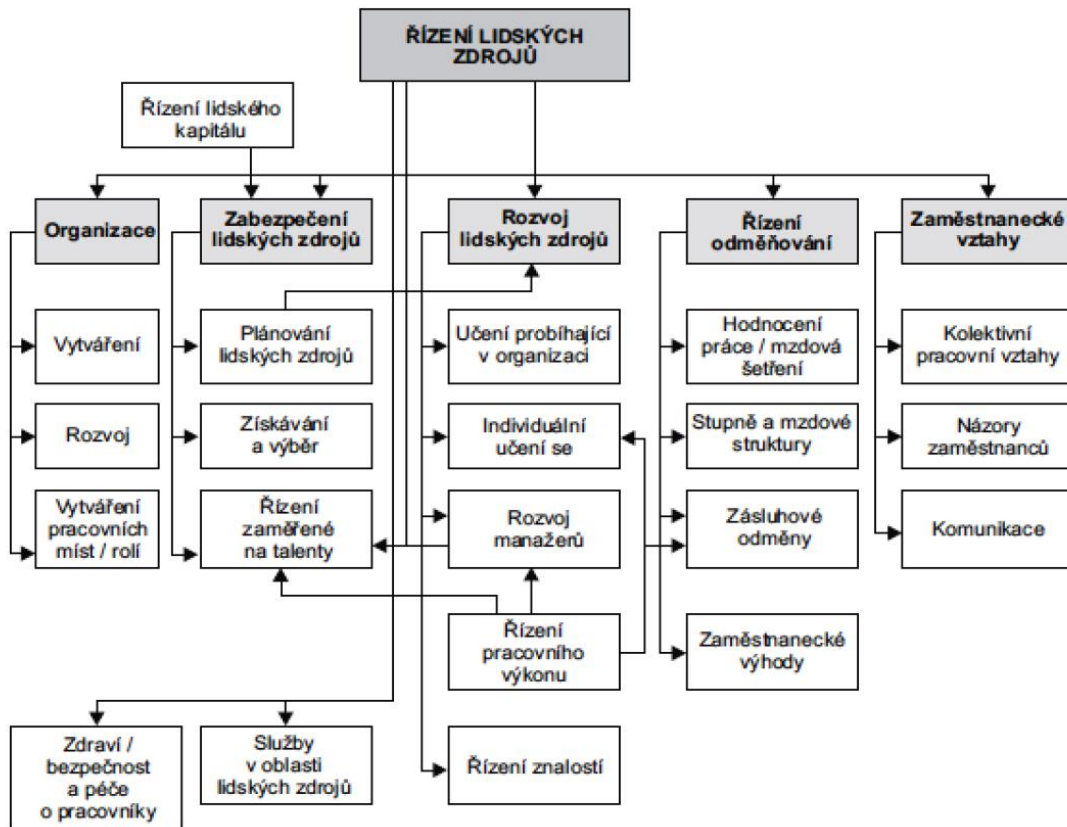 ŘÍZENÍ LIDSKÝCH
ZDROJŮ
Řízení lidského
kapitálu
Organizace
Zabezpečení
lidských zdrojů
Rozvoj
lidských zdrojů
Řízení
odměňování
Zaměstnanecké
vztahy
Vytváření
Plánování
lidských zdrojů
Učení probíhající
v organizaci
Hodnocení
práce / mzdová
šetření
Kolektivní
pracovní vztahy
Rozvoj
Získávání
a výběr
Individuální
učení se
Stupně a mzdové
struktury
Názory
zaměstnanců
Vytváření
pracovních
míst / rolí
Řízení
zaměřené
na talenty
Rozvoj
manažerů
Zásluhové
odměny
Komunikace
Řízení
pracovního
výkonu
Zaměstnanecké
výhody
Zdraví /
bezpečnost
a péče
o pracovníky
Služby
v oblasti
lidských zdrojů
Řízení znalostí